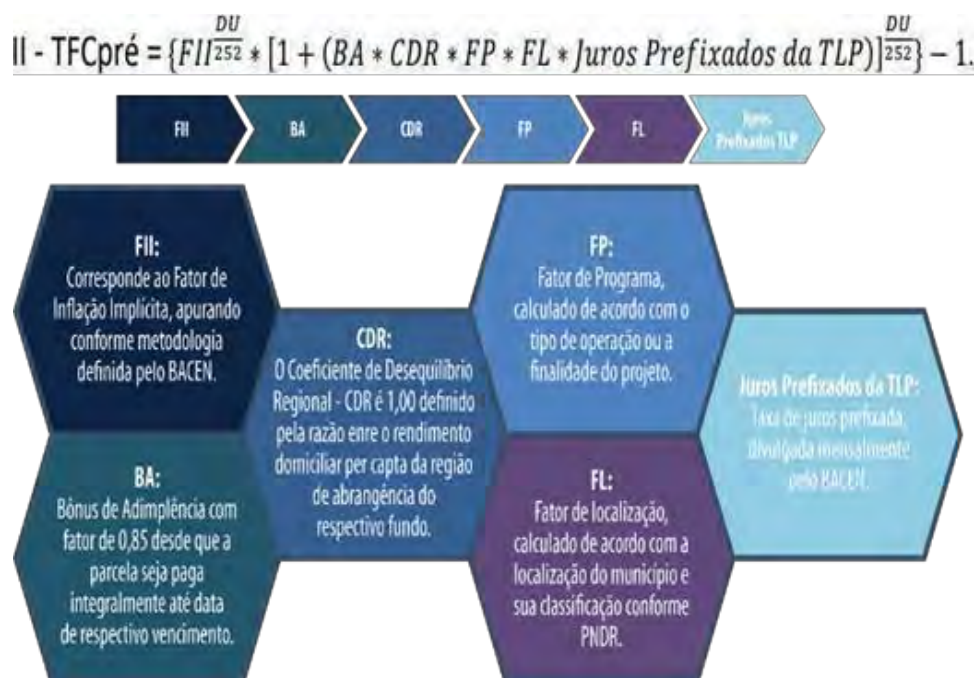 II - TFCpré = {FII^{DU/252} * [1 + (BA * CDR * FP * FL * Juros Prefixados da TLP)]^{DU/252}} − 1.
FII
BA
CDR
FP
FL
Juros
Prefixados TLP
FII:
Corresponde ao Fator de
Inflação Implícita, apurando
conforme metodologia
definida pelo BACEN.
BA:
Bônus de Adimplência com
fator de 0,85 desde que a
parcela seja paga
integralmente até data
de respectivo vencimento.
CDR:
O Coeficiente de Desequilíbrio
Regional - CDR é 1,00 definido
pela razão enre o rendimento
domiciliar per capta da região
de abrangência do
respectivo fundo.
FP:
Fator de Programa,
calculado de acordo com o
tipo de operação ou a
finalidade do projeto.
FL:
Fator de localização,
calculado de acordo com a
localização do município e
sua classificação conforme
PNDR.
Juros Prefixados da TLP:
Taxa de juros prefixada,
divulgada mensalmente
pelo BACEN.